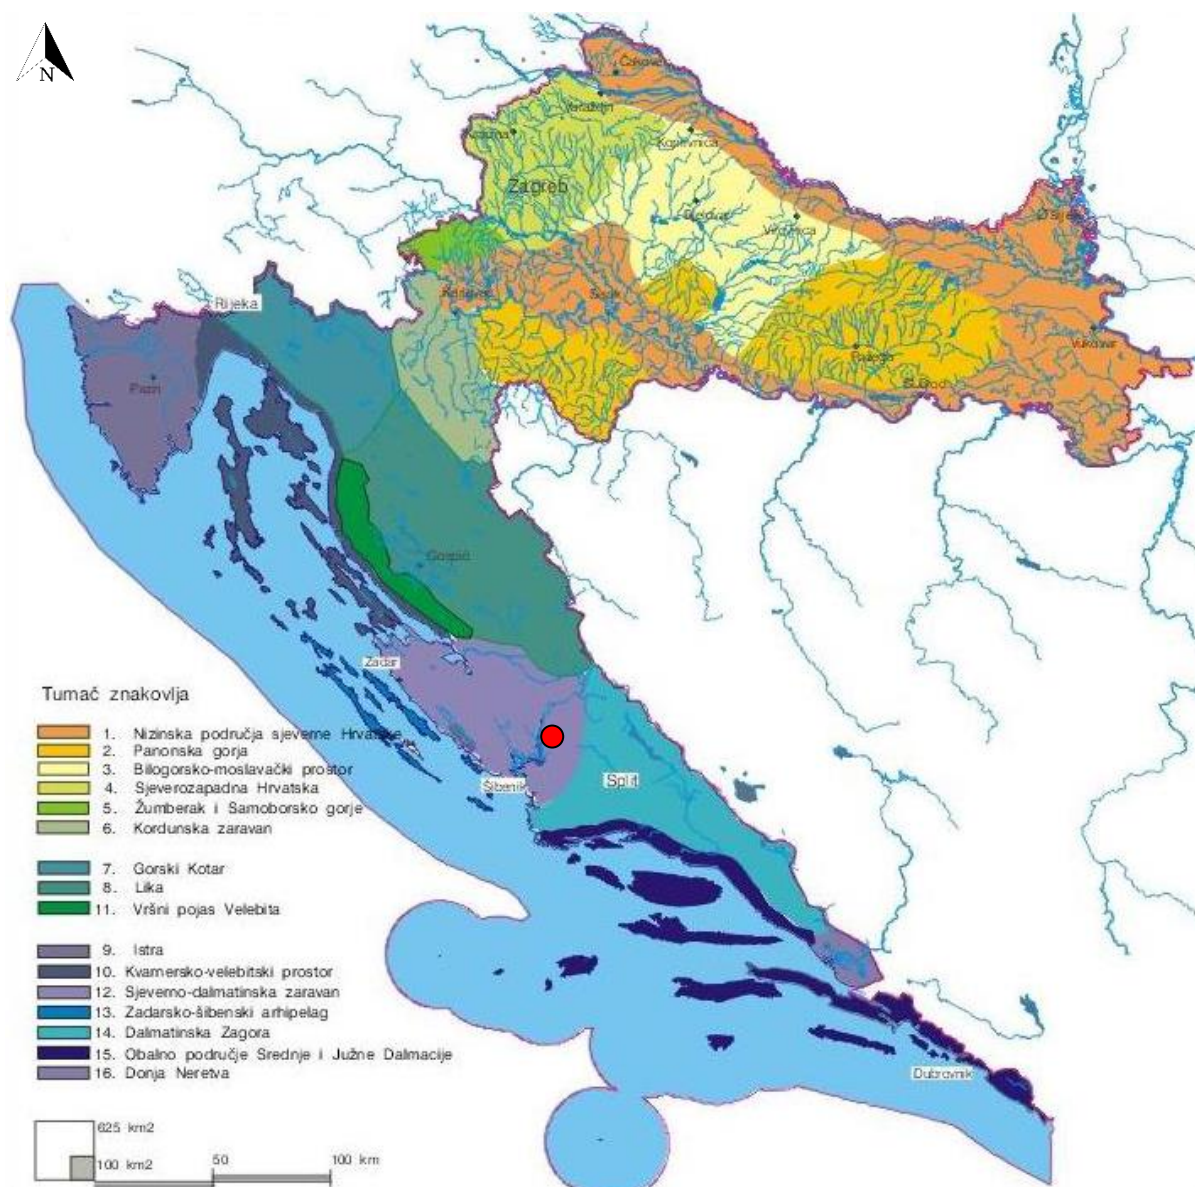 N
Čakovec
Varaždin
Krapina
Koprivnica
Zagreb
Bjelovar
Virovitica
Osijek
Rijeka
Karlovac
Sisak
Vukovar
Pazin
Požega
Sl.Brod
Gospić
Zadar
Šibenik
Split
Dubrovnik
Tumač znakovlja
1. Nizinska područja sjeverne Hrvatske
2. Panonska gorja
3. Bilogorsko-moslavački prostor
4. Sjeverozapadna Hrvatska
5. Žumberak i Samoborsko gorje
6. Kordunska zaravan
7. Gorski Kotar
8. Lika
11. Vršni pojas Velebita
9. Istra
10. Kvarnersko-velebitski prostor
12. Sjeverno-dalmatinska zaravan
13. Zadarsko-šibenski arhipelag
14. Dalmatinska Zagora
15. Obalno područje Srednje i Južne Dalmacije
16. Donja Neretva
625 km2
100 km2
50
100 km